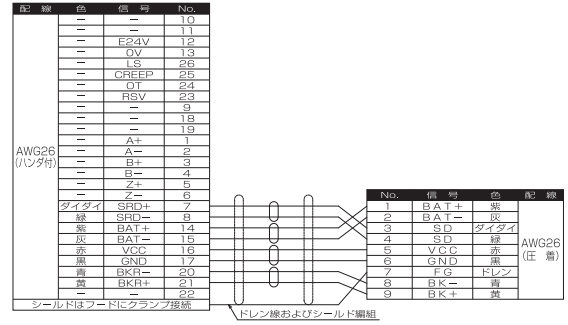 配　線　色　信　号　No.
－　－　10
－　－　11
－　E24V　12
－　0V　13
－　LS　26
－　CREEP　25
－　OT　24
－　RSV　23
－　－　9
－　－　18
－　－　19
－　A+　1
AWG26
(ハンダ付)
－　A－　2
－　B+　3
－　B－　4
－　Z+　5
－　Z－　6
ダイダイ　SRD+　7
緑　SRD－　8
紫　BAT+　14
灰　BAT－　15
赤　VCC　16
黒　GND　17
青　BKR－　20
黄　BKR+　21
－　－　22
シールドはフードにクランプ接続
No.　信　号　色　配　線
1　BAT+　紫
2　BAT－　灰
3　SD　ダイダイ
4　SD　緑
5　VCC　赤
6　GND　黒
7　FG　ドレン
8　BK－　青
9　BK+　黄
AWG26
(圧　着)
ドレン線およびシールド編組